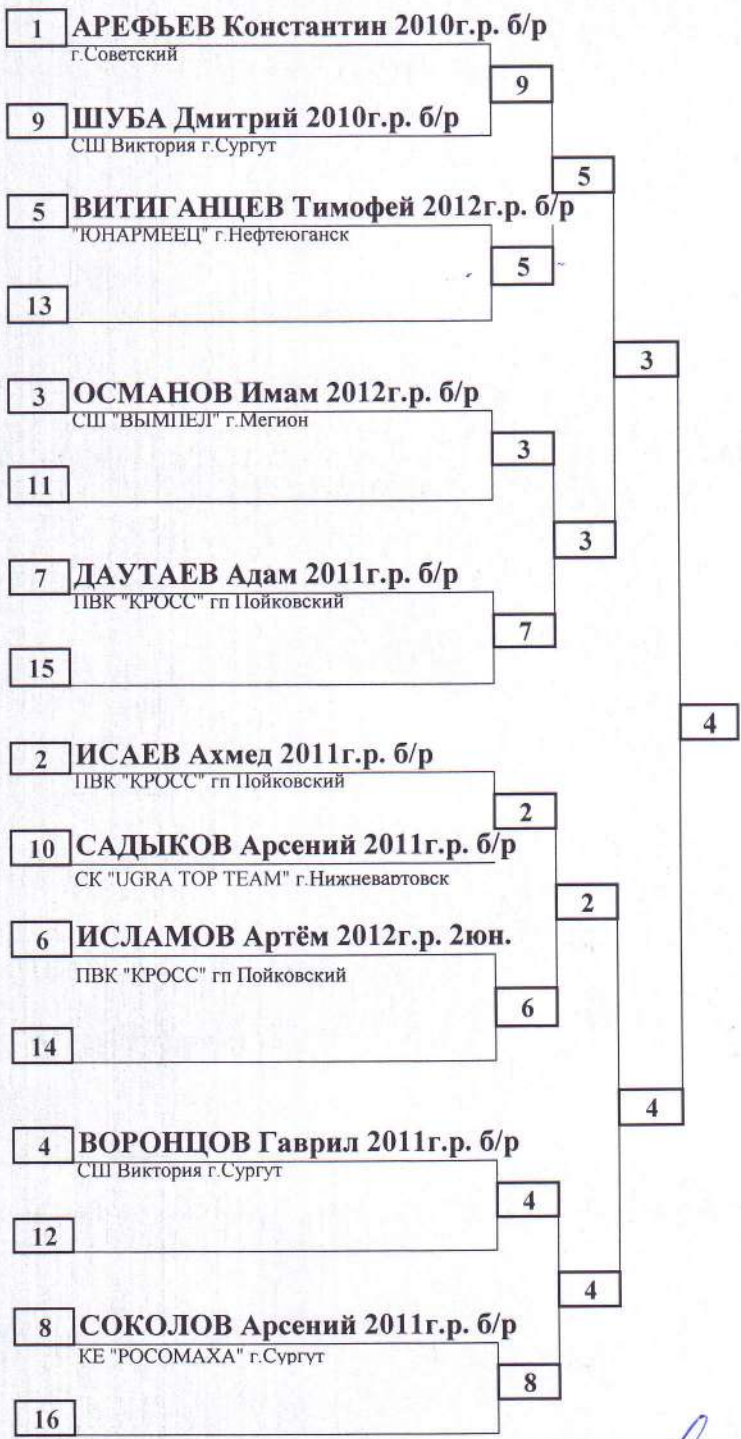 1 АРЕФЬЕВ Константин 2010г.р. б/р
г.Советский
9
9 ШУБА Дмитрий 2010г.р. б/р
СШ Виктория г.Сургут
5
5 ВИТИГАНЦЕВ Тимофей 2012г.р. б/р
"ЮНАРМЕЕЦ" г.Нефтеюганск
5
13
3
3 ОСМАНОВ Имам 2012г.р. б/р
СШ "ВЫМПЕЛ" г.Мегион
3
11
3
7 ДАУТАЕВ Адам 2011г.р. б/р
ПВК "КРОСС" гп Пойковский
7
15
4
2 ИСАЕВ Ахмед 2011г.р. б/р
ПВК "КРОСС" гп Пойковский
2
10 САДЫКОВ Арсений 2011г.р. б/р
СК "UGRA TOP TEAM" г.Нижневартовск
2
6 ИСЛАМОВ Артём 2012г.р. 2юн.
ПВК "КРОСС" гп Пойковский
6
14
4
4 ВОРОНЦОВ Гаврил 2011г.р. б/р
СШ Виктория г.Сургут
4
12
4
8 СОКОЛОВ Арсений 2011г.р. б/р
КЕ "РОСОМАХА" г.Сургут
8
16